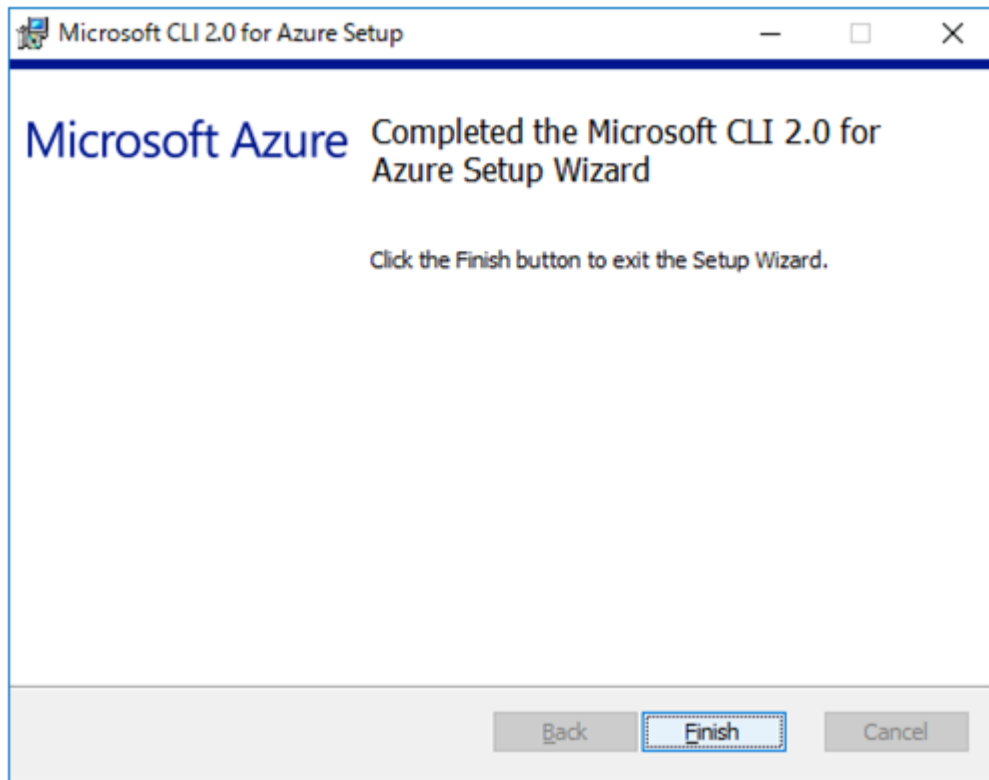 Microsoft CLI 2.0 for Azure Setup
Microsoft Azure
Completed the Microsoft CLI 2.0 for
Azure Setup Wizard
Click the Finish button to exit the Setup Wizard.
Back
Finish
Cancel